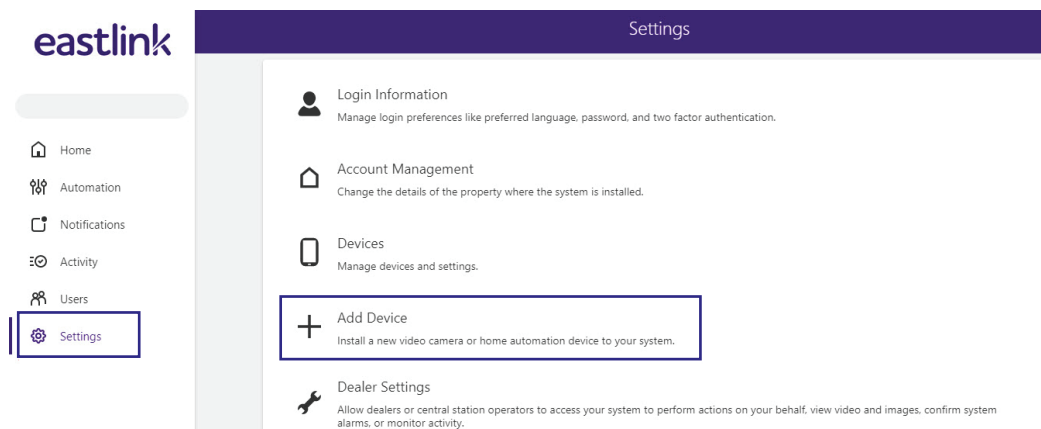 eastlink
Settings
Home
Automation
Notifications
Activity
Users
Settings
Login Information
Manage login preferences like preferred language, password, and two factor authentication.
Account Management
Change the details of the property where the system is installed.
Devices
Manage devices and settings.
Add Device
Install a new video camera or home automation device to your system.
Dealer Settings
Allow dealers or central station operators to access your system to perform actions on your behalf, view video and images, confirm system
alarms, or monitor activity.